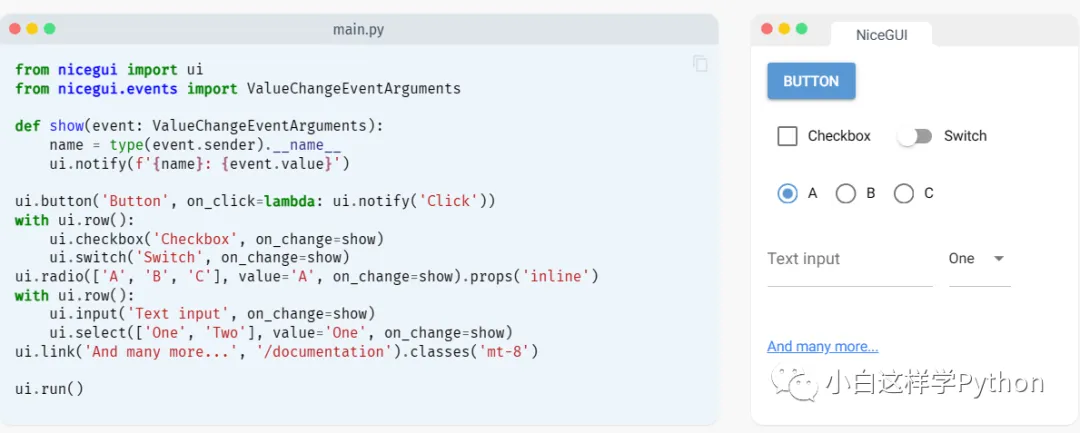 main.py
from nicegui import ui
from nicegui.events import ValueChangeEventArguments

def show(event: ValueChangeEventArguments):
    name = type(event.sender).__name__
    ui.notify(f'{name}: {event.value}')

ui.button('Button', on_click=lambda: ui.notify('Click'))
with ui.row():
    ui.checkbox('Checkbox', on_change=show)
    ui.switch('Switch', on_change=show)
ui.radio(['A', 'B', 'C'], value='A', on_change=show).props('inline')
with ui.row():
    ui.input('Text input', on_change=show)
    ui.select(['One', 'Two'], value='One', on_change=show)
ui.link('And many more...', '/documentation').classes('mt-8')

ui.run()
NiceGUI
BUTTON
Checkbox Switch
A B C
Text input One
And many more...
小白这样学Python